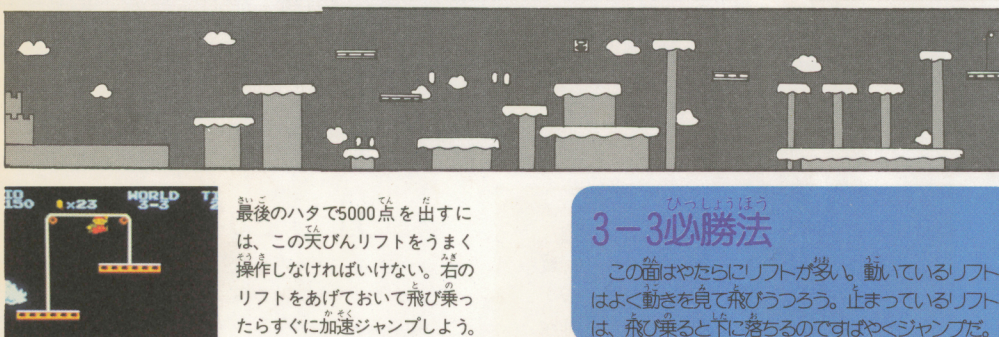 IO WORLD TI
150 ×23 3-3 2
最後のハタで5000点を出すに
は、この天びんリフトをうまく
操作しなければいけない。右の
リフトをあげておいて飛び乗っ
たらすぐに加速ジャンプしよう。
3-3必勝法
この面はやたらにリフトが多い。動いているリフト
はよく動きを見て飛びうつろう。止まっているリフト
は、飛び乗ると下に落ちるのですばやくジャンプだ。